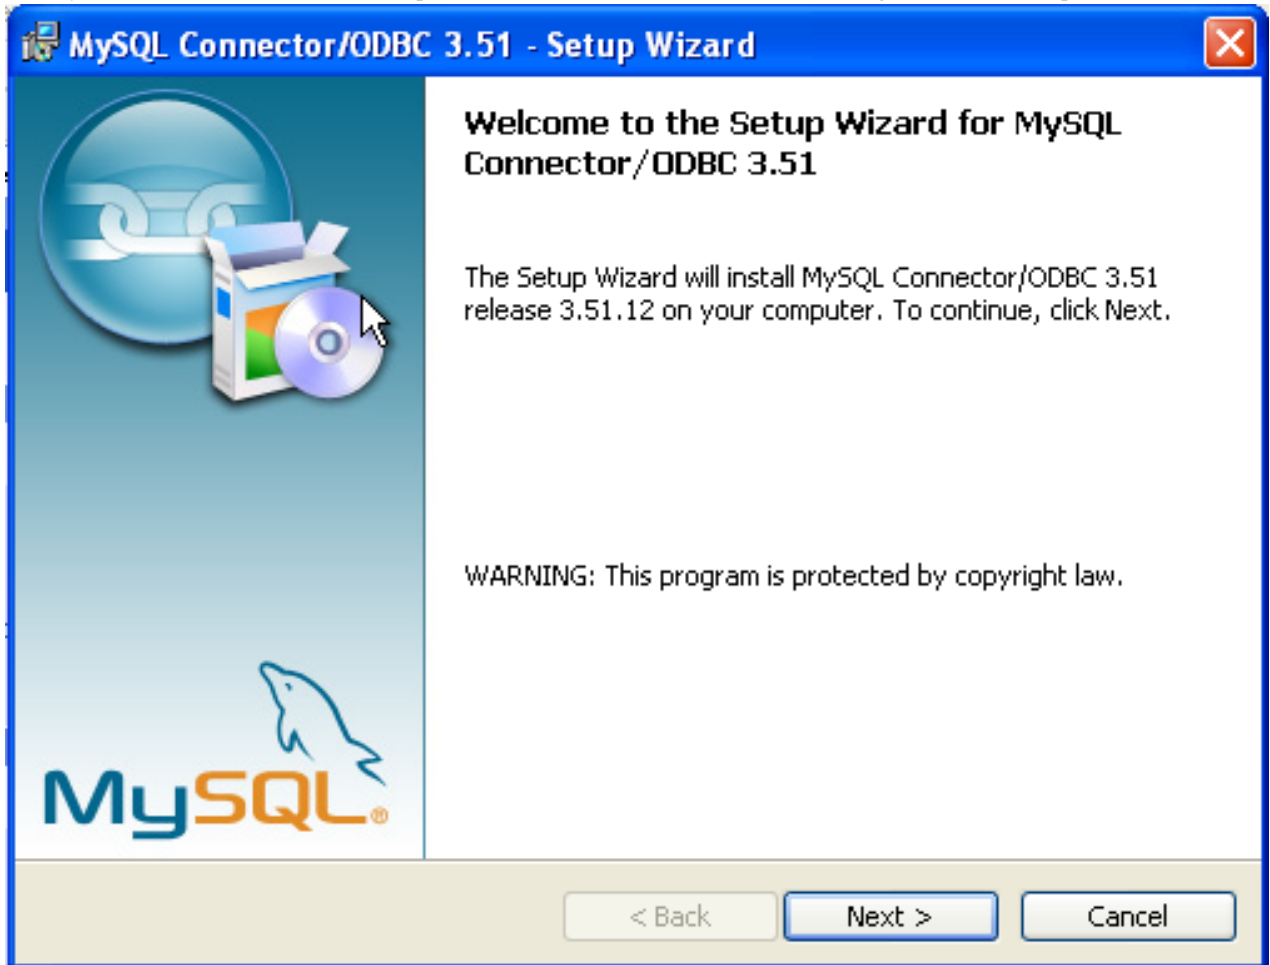 MySQL Connector/ODBC 3.51 - Setup Wizard
Welcome to the Setup Wizard for MySQL
Connector/ODBC 3.51
The Setup Wizard will install MySQL Connector/ODBC 3.51
release 3.51.12 on your computer. To continue, click Next.
WARNING: This program is protected by copyright law.
MySQL®
< Back
Next >
Cancel